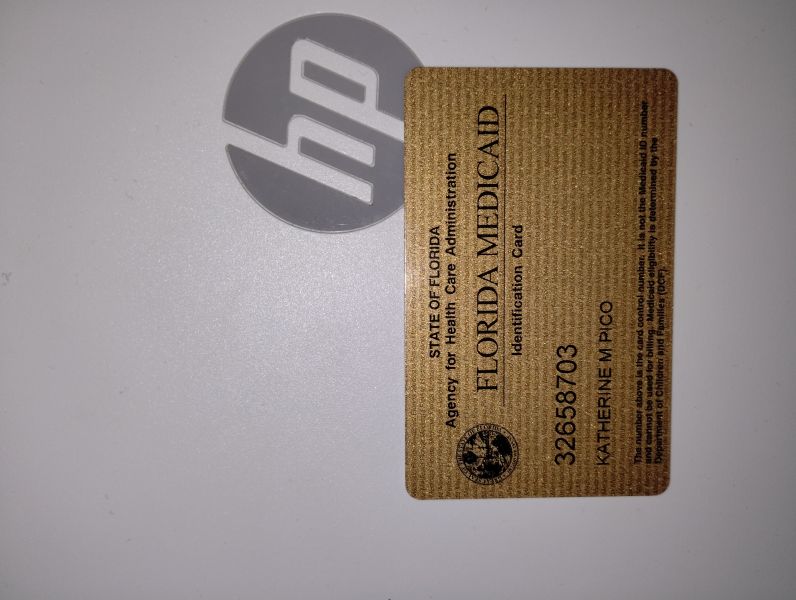 hp
STATE OF FLORIDA
Agency for Health Care Administration
FLORIDA MEDICAID
Identification Card
32658703
KATHERINE M PICO
The number above is the card control number. It is not the Medicaid ID number
and cannot be used for billing. Medicaid eligibility is determined by the
Department of Children and Families (DCF).